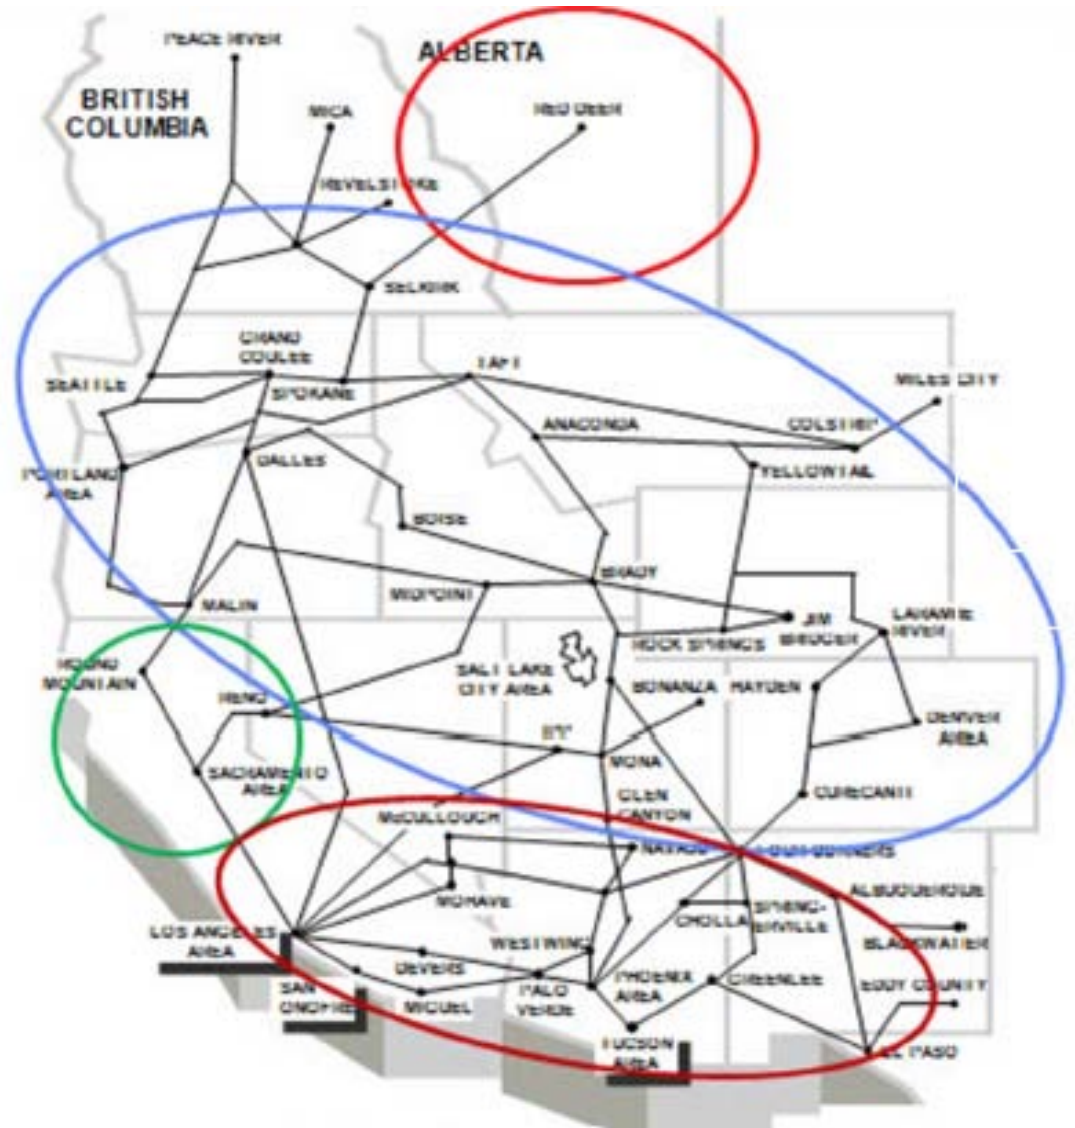 PEACE RIVER
ALBERTA
BRITISH
COLUMBIA
MICA
RED DEER
REVELSTOKE
SELKIRK
GRAND
COULEE
TAFT
SEATTLE
SPOKANE
MILES CITY
COLSTRIP
ANACONDA
DALLES
PORTLAND
AREA
YELLOWTAIL
BOISE
BRADY
MIDPOINT
MALIN
JIM
BRIDGER
LARAMIE
RIVER
ROCK SPRINGS
ROUND
MOUNTAIN
SALT LAKE
CITY AREA
BONANZA
HAYDEN
RENO
DENVER
AREA
MONA
SACRAMENTO
AREA
GLEN
CANYON
CURECANTI
McCULLOUGH
NAVAJO
FOUR CORNERS
MOHAVE
CHOLLA
SPRING-
ERVILLE
ALBUQUERQUE
BLACKWATER
LOS ANGELES
AREA
WESTWING
DEVERS
PALO
VERDE
PHOENIX
AREA
GREENLEE
EDDY COUNTY
SAN
ONOFRE
MIGUEL
TUCSON
AREA
EL PASO